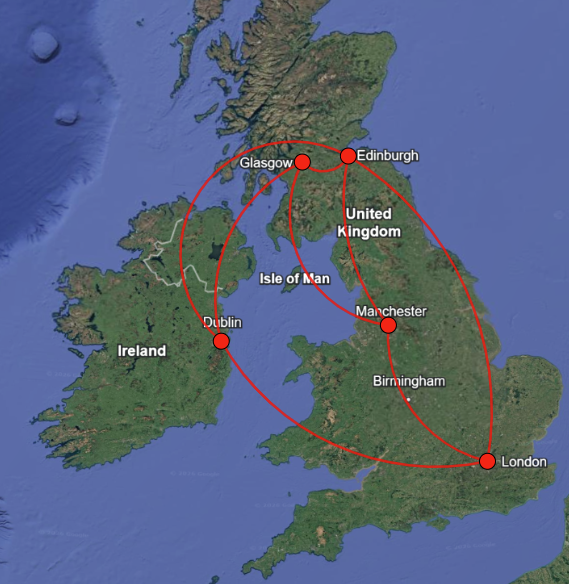 Glasgow
Edinburgh
United
Kingdom
Isle of Man
Manchester
Dublin
Ireland
Birmingham
London